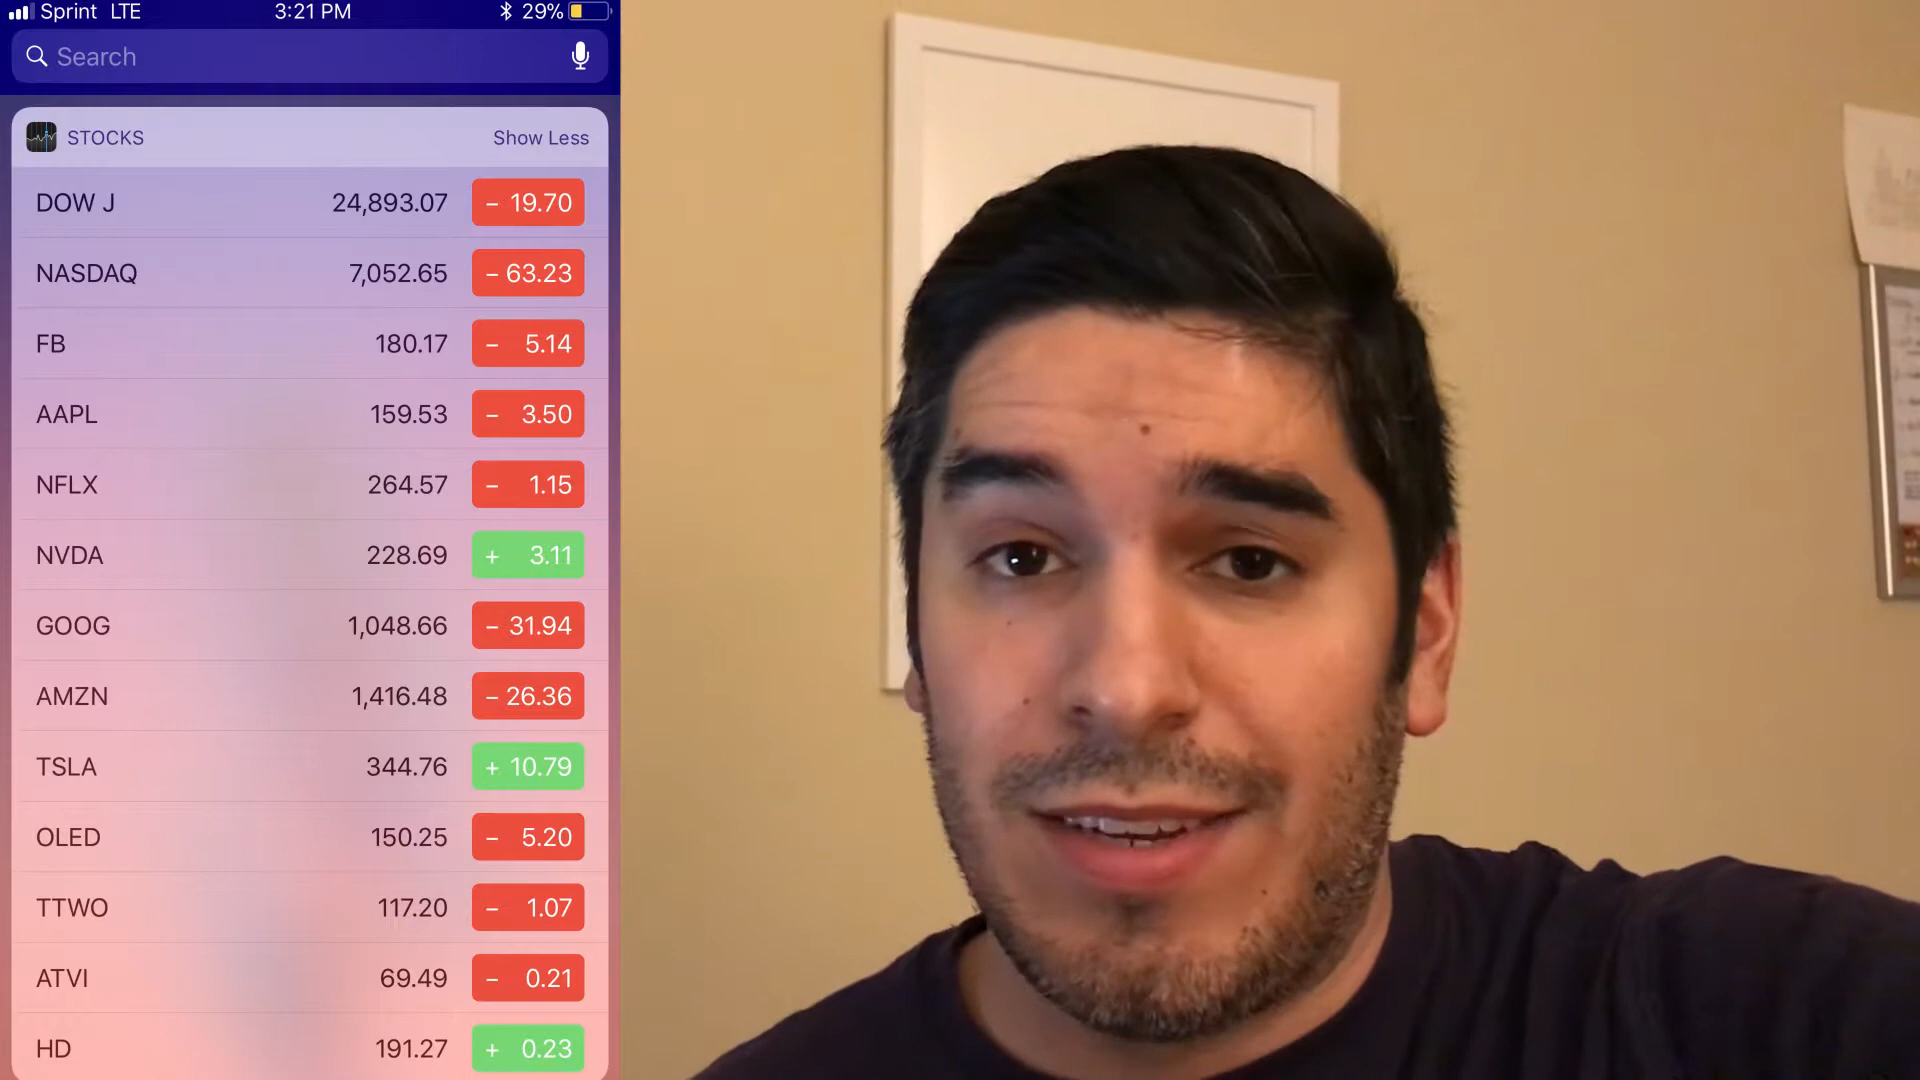 Sprint LTE 3:21 PM 29%
Search
STOCKS Show Less
DOW J 24,893.07 – 19.70
NASDAQ 7,052.65 – 63.23
FB 180.17 – 5.14
AAPL 159.53 – 3.50
NFLX 264.57 – 1.15
NVDA 228.69 + 3.11
GOOG 1,048.66 – 31.94
AMZN 1,416.48 – 26.36
TSLA 344.76 + 10.79
OLED 150.25 – 5.20
TTWO 117.20 – 1.07
ATVI 69.49 – 0.21
HD 191.27 + 0.23